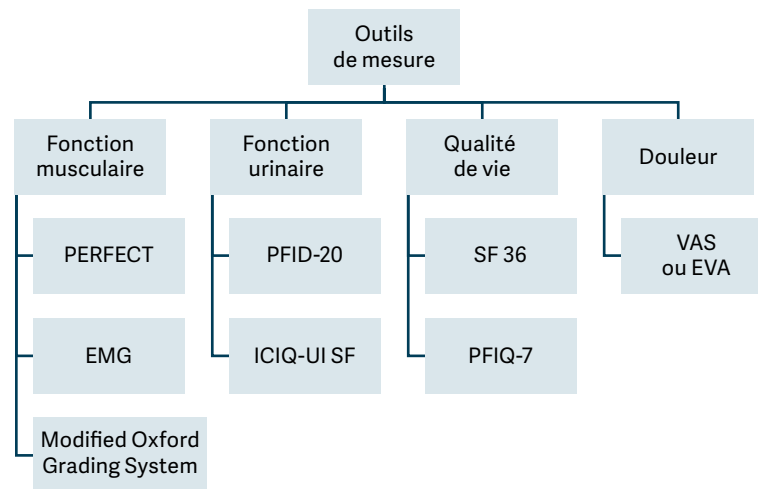 Outils
de mesure
Fonction
musculaire
Fonction
urinaire
Qualité
de vie
Douleur
PERFECT
PFID-20
SF 36
VAS
ou EVA
EMG
ICIQ-UI SF
PFIQ-7
Modified Oxford
Grading System